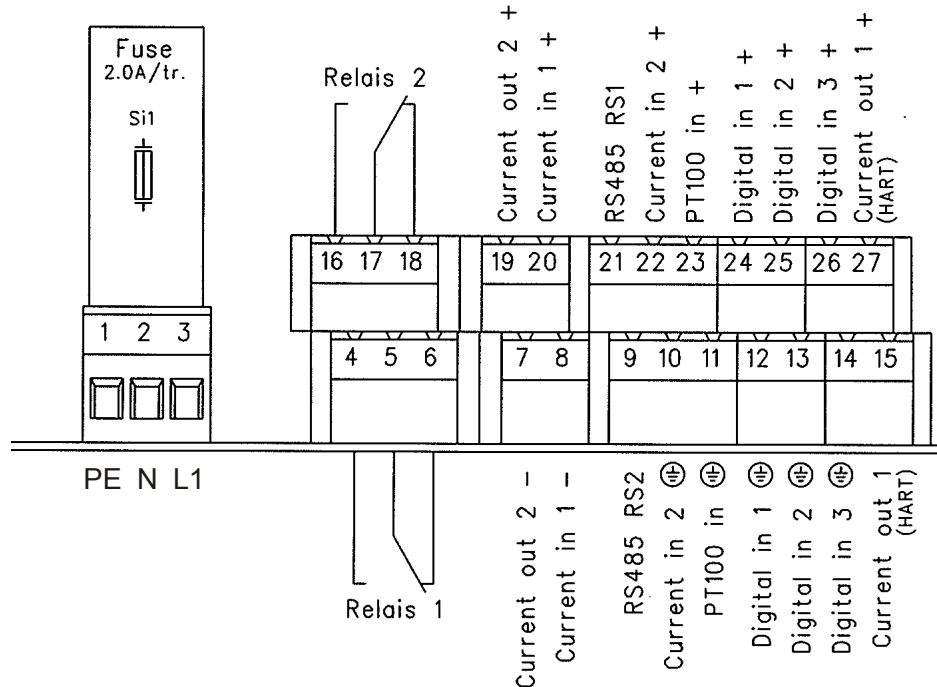 Fuse
2.0A/tr.
Si1
Relais 2
Current out 2 +
Current in 1 +
RS485 RS1
Current in 2 +
PT100 in +
Digital in 1 +
Digital in 2 +
Digital in 3 +
Current out 1 +
(HART)
16 17 18 19 20 21 22 23 24 25 26 27
1 2 3
4 5 6 7 8 9 10 11 12 13 14 15
PE N L1
Relais 1
Current out 2 -
Current in 1 -
RS485 RS2
Current in 2 ⏚
PT100 in ⏚
Digital in 1 ⏚
Digital in 2 ⏚
Digital in 3 ⏚
Current out 1
(HART)